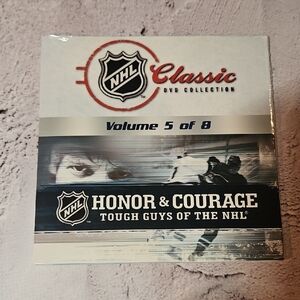 NHL
Classic
DVD COLLECTION
Volume 5 of 8
NHL
HONOR & COURAGE
TOUGH GUYS OF THE NHL®